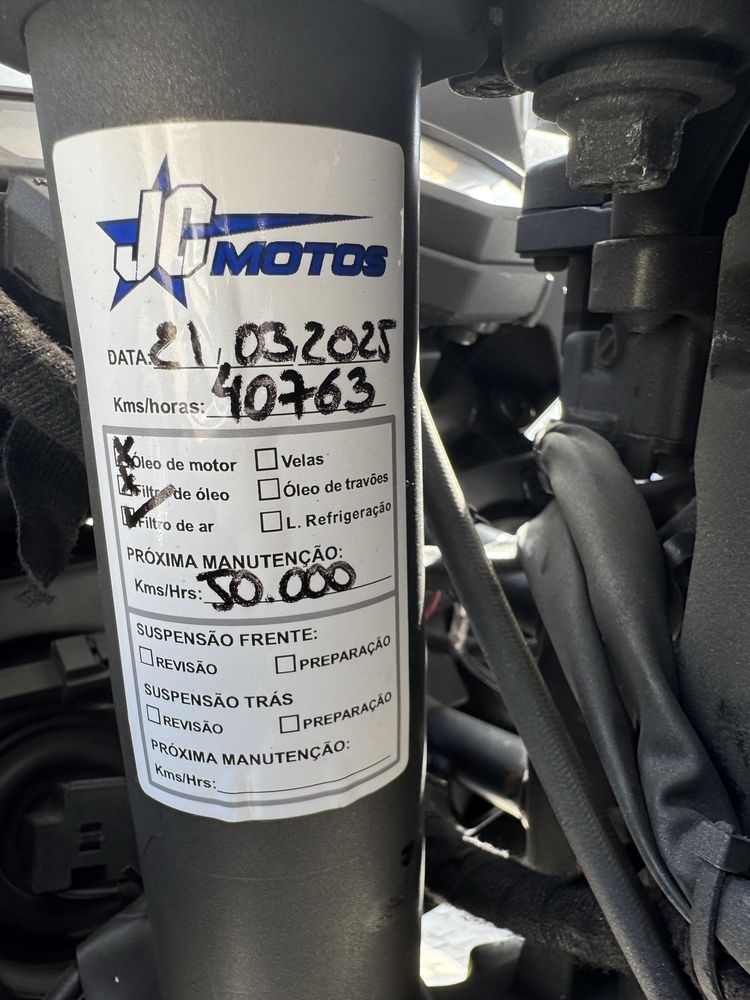 JC MOTOS
DATA: 21/03/2025
Kms/horas: 40763
Óleo de motor Velas
Filtro de óleo Óleo de travões
Filtro de ar L. Refrigeração
PRÓXIMA MANUTENÇÃO:
Kms/Hrs: 50.000
SUSPENSÃO FRENTE:
REVISÃO PREPARAÇÃO
SUSPENSÃO TRÁS
REVISÃO PREPARAÇÃO
PRÓXIMA MANUTENÇÃO:
Kms/Hrs: